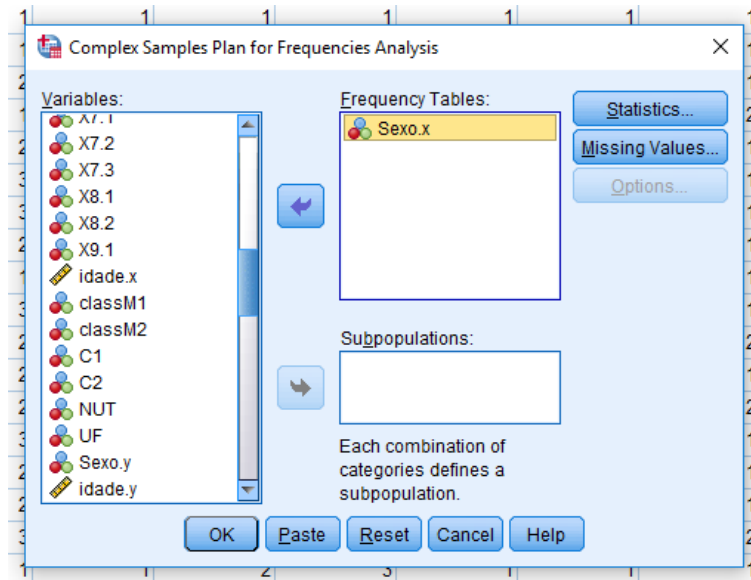 Complex Samples Plan for Frequencies Analysis
Variables:
X7.1
X7.2
X7.3
X8.1
X8.2
X9.1
idade.x
classM1
classM2
C1
C2
NUT
UF
Sexo.y
idade.y
Frequency Tables:
Sexo.x
Subpopulations:
Each combination of
categories defines a
subpopulation.
Statistics...
Missing Values...
Options...
OK
Paste
Reset
Cancel
Help